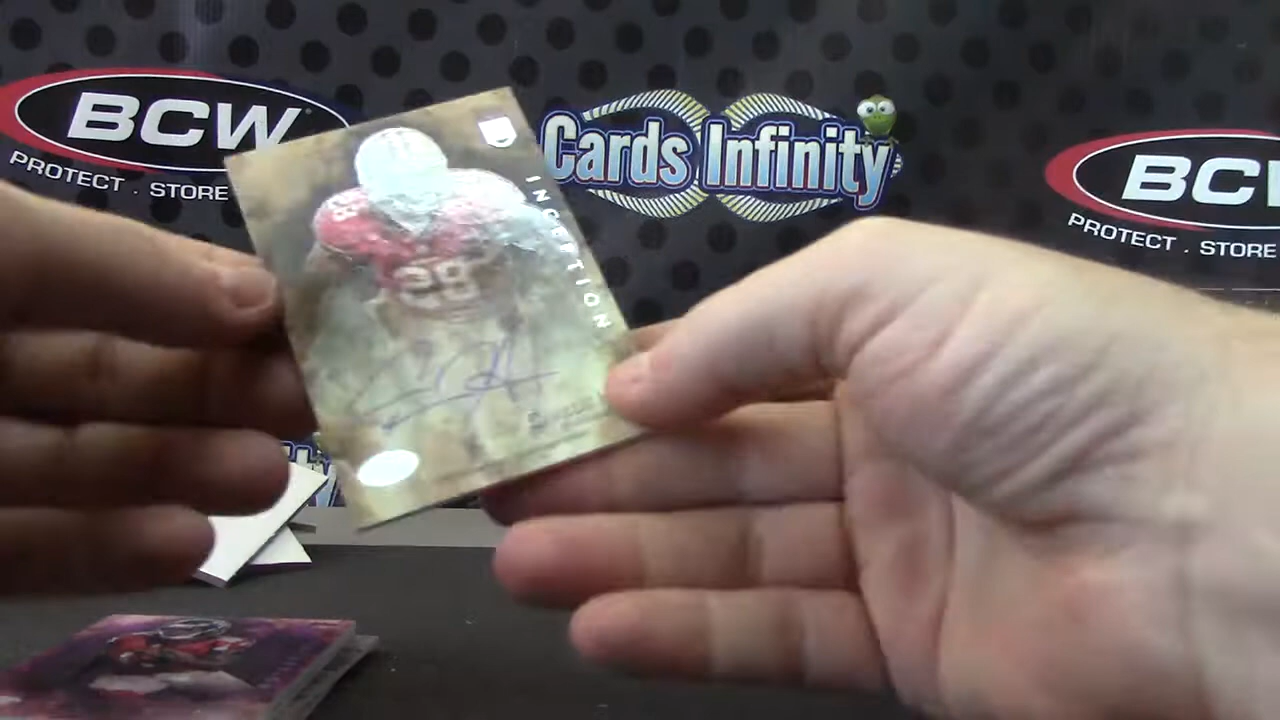 BCW
PROTECT . STORE
Cards Infinity
BCW
PROTECT . STORE
INCEPTION
28